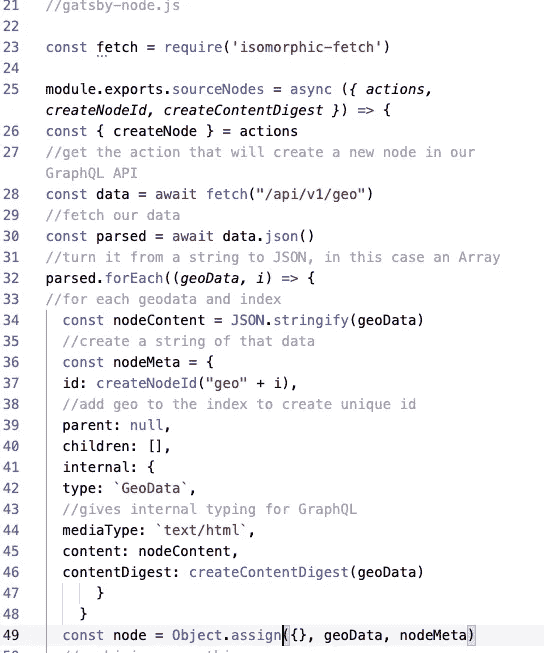 21 //gatsby-node.js
22
23 const fetch = require('isomorphic-fetch')
24
25 module.exports.sourceNodes = async ({ actions,
createNodeId, createContentDigest }) => {
26 const { createNode } = actions
27 //get the action that will create a new node in our
GraphQL API
28 const data = await fetch("/api/v1/geo")
29 //fetch our data
30 const parsed = await data.json()
31 //turn it from a string to JSON, in this case an Array
32 parsed.forEach((geoData, i) => {
33 //for each geodata and index
34 const nodeContent = JSON.stringify(geoData)
35 //create a string of that data
36 const nodeMeta = {
37 id: createNodeId("geo" + i),
38 //add geo to the index to create unique id
39 parent: null,
40 children: [],
41 internal: {
42 type: `GeoData`,
43 //gives internal typing for GraphQL
44 mediaType: `text/html`,
45 content: nodeContent,
46 contentDigest: createContentDigest(geoData)
47 }
48 }
49 const node = Object.assign({}, geoData, nodeMeta)